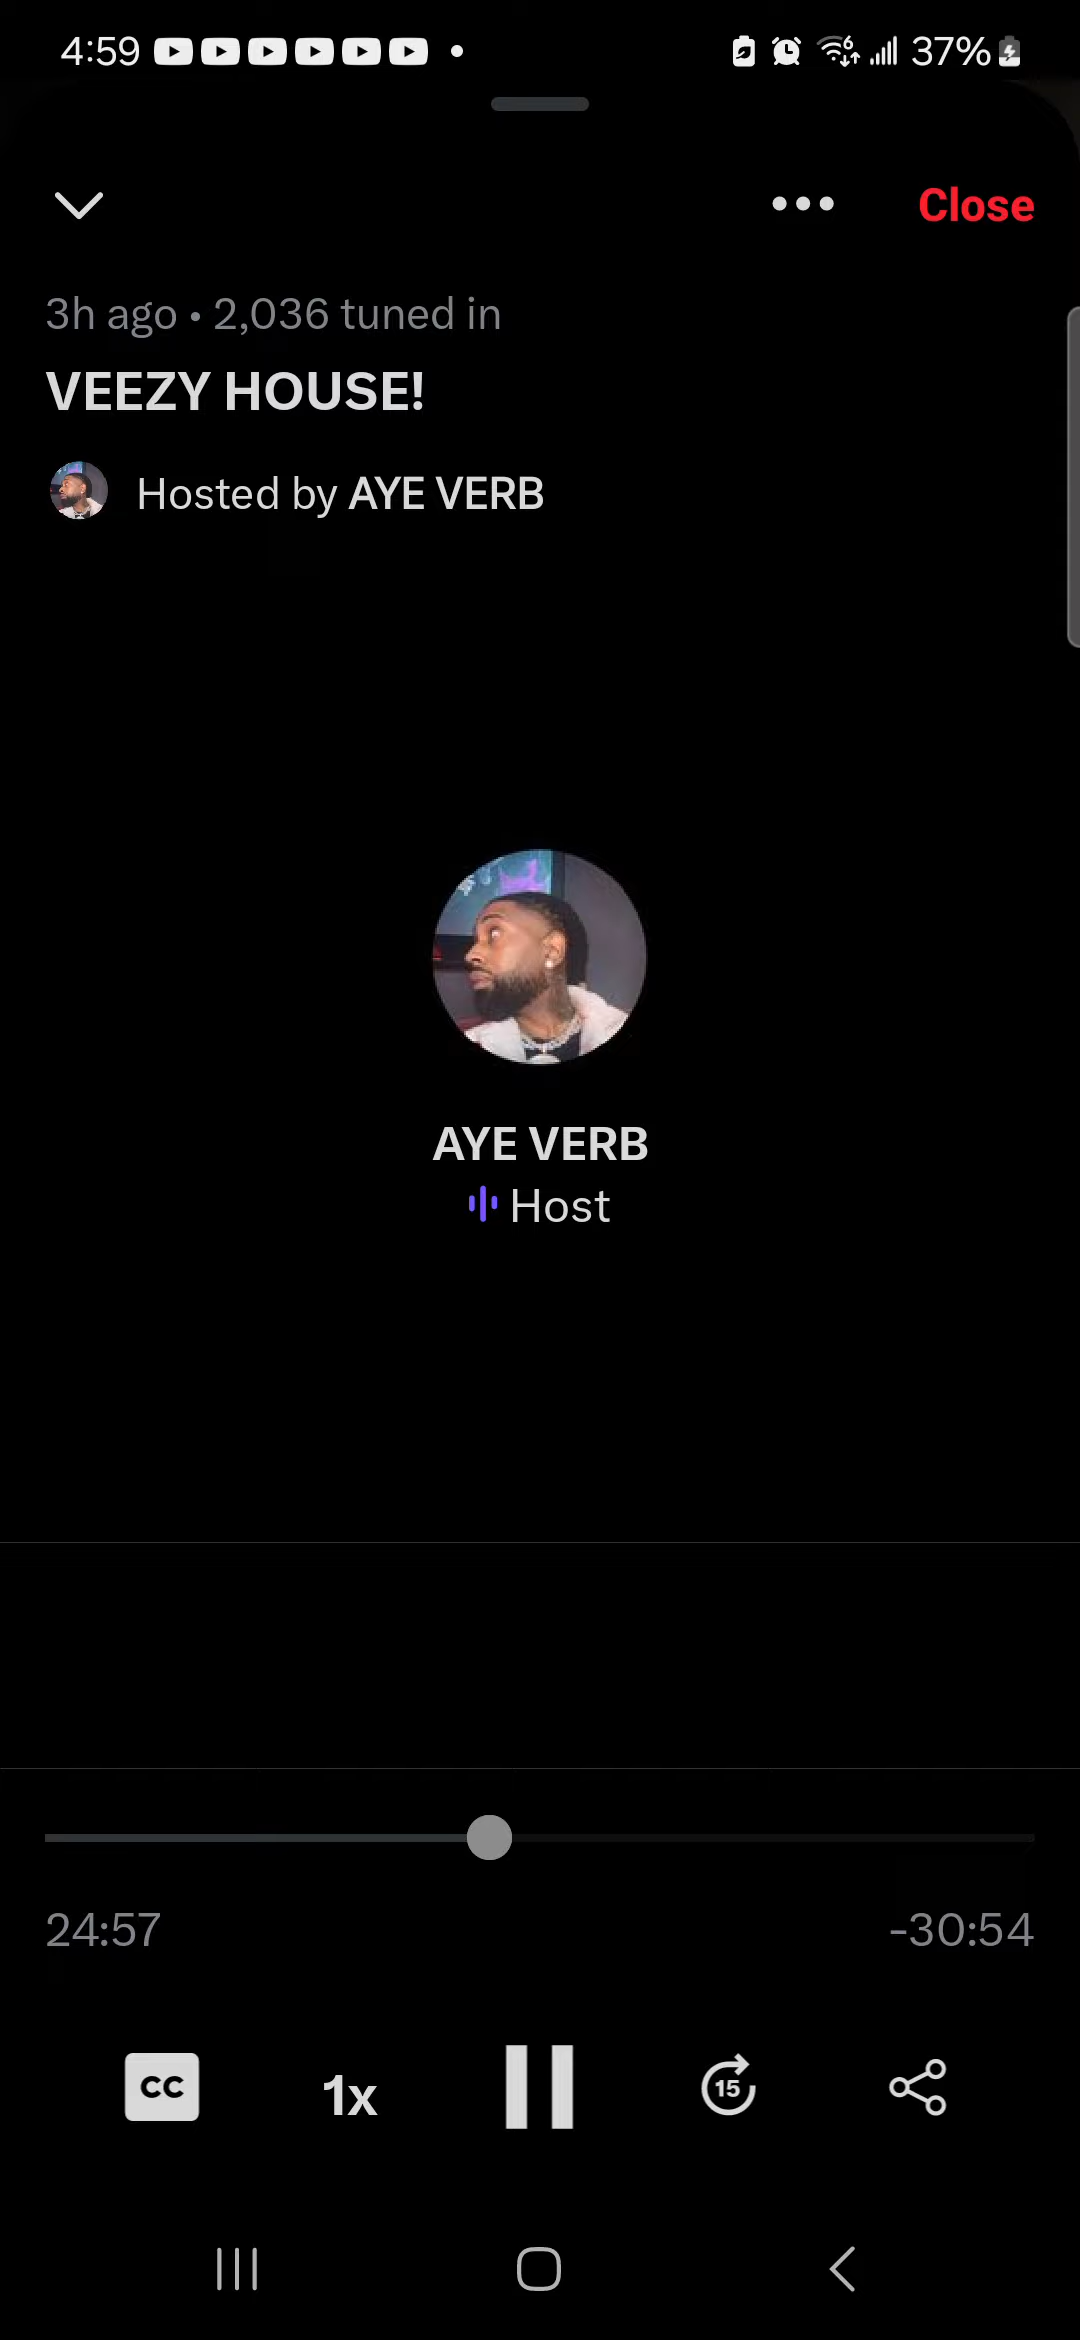 4:59 37%
6
Close
3h ago • 2,036 tuned in
VEEZY HOUSE!
Hosted by AYE VERB
AYE VERB
Host
24:57 -30:54
CC 1x 15